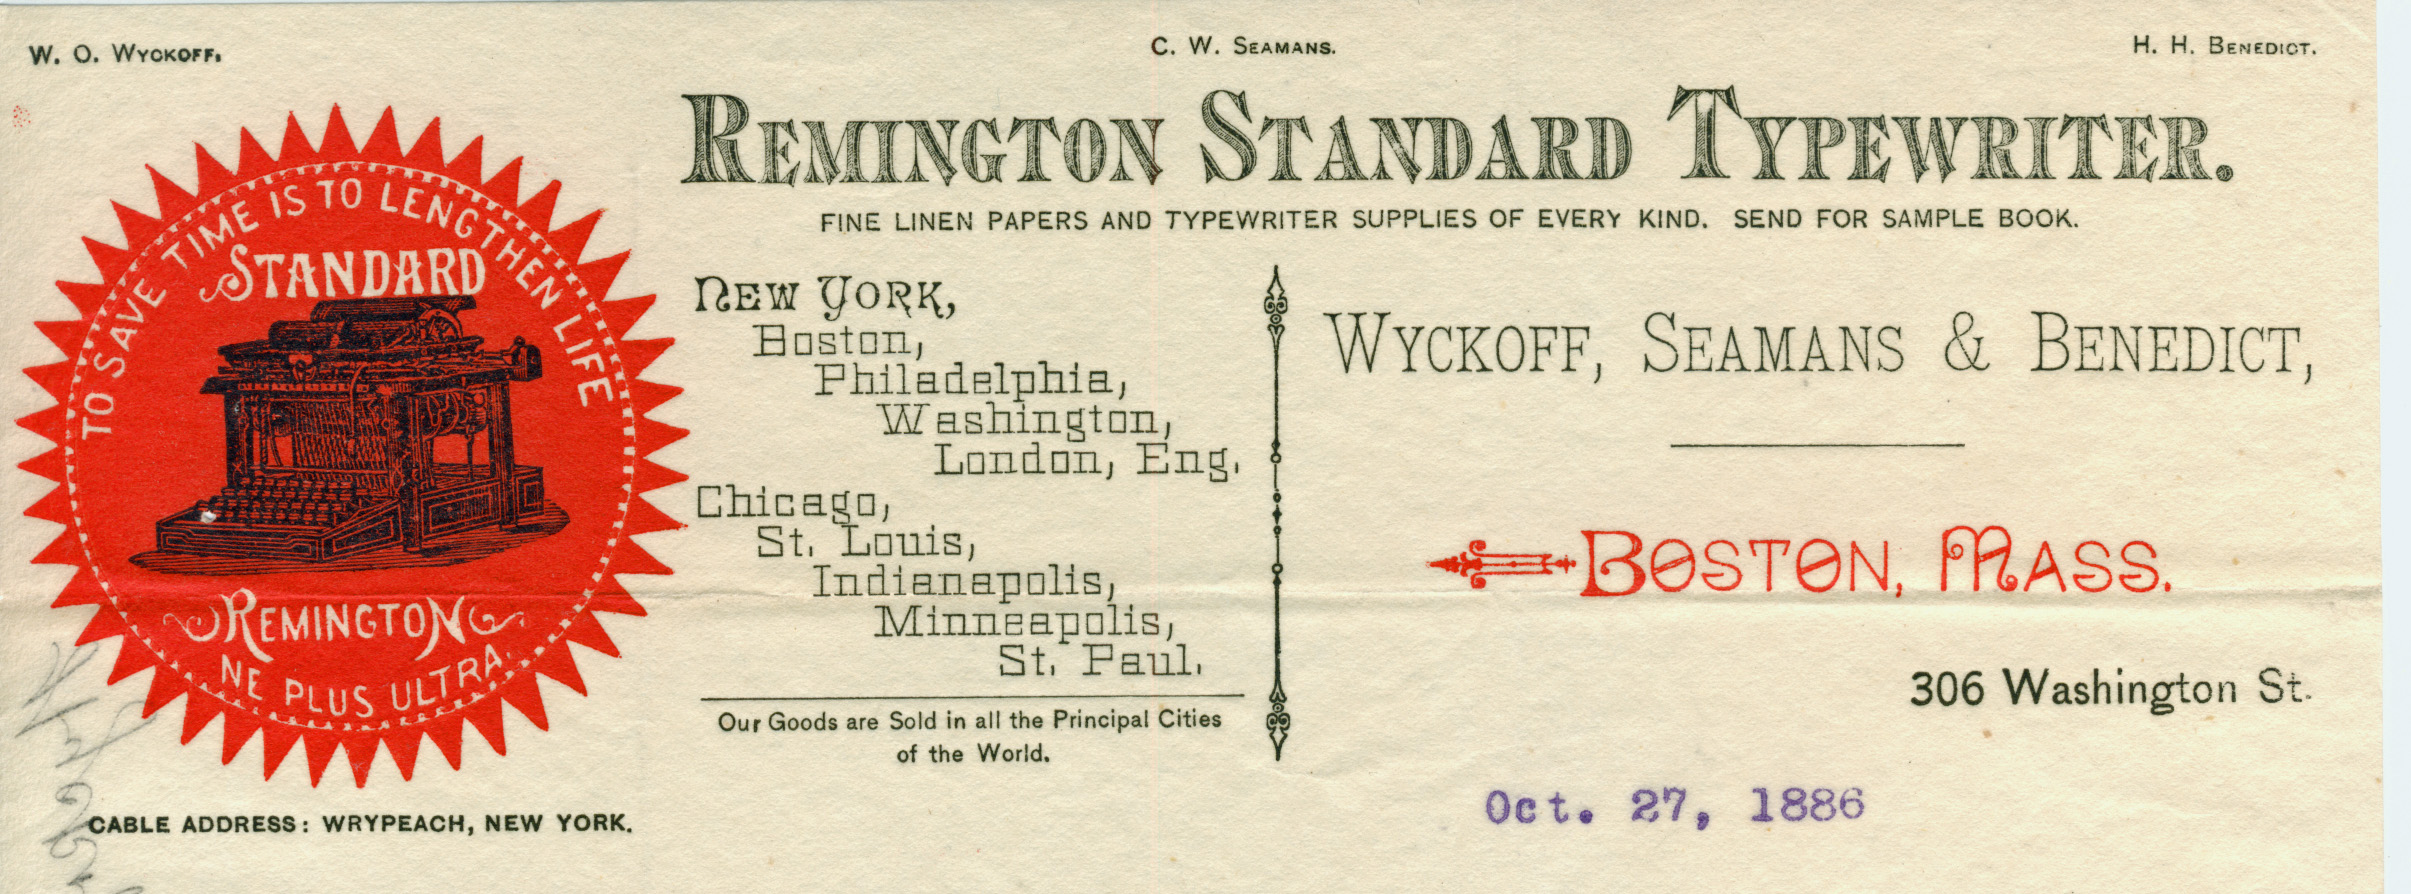 W. O. Wyckoff.
C. W. Seamans.
H. H. Benedict.
Remington Standard Typewriter.
FINE LINEN PAPERS AND TYPEWRITER SUPPLIES OF EVERY KIND. SEND FOR SAMPLE BOOK.
TO SAVE TIME IS TO LENGTHEN LIFE
STANDARD
REMINGTON
NE PLUS ULTRA.
CABLE ADDRESS: WRYPEACH, NEW YORK.
New York,
Boston,
Philadelphia,
Washington,
London, Eng.
Chicago,
St. Louis,
Indianapolis,
Minneapolis,
St. Paul.
Our Goods are Sold in all the Principal Cities
of the World.
Wyckoff, Seamans & Benedict,
Boston, Mass.
306 Washington St.
Oct. 27, 1886